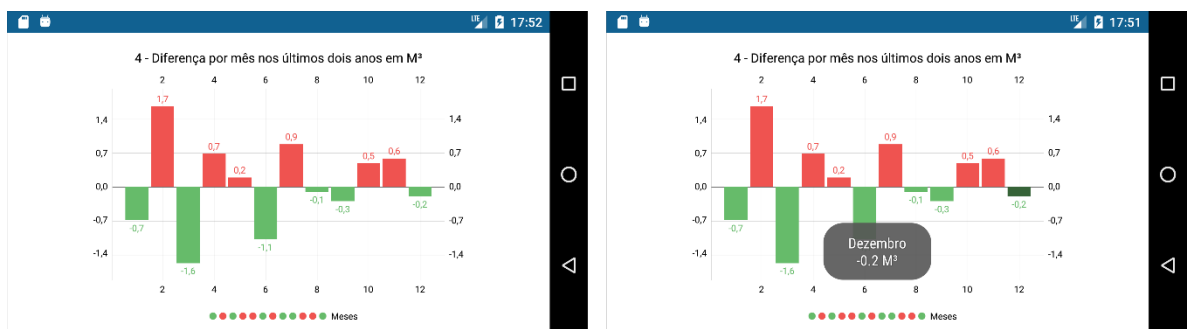 LTE 17:52
4 - Diferença por mês nos últimos dois anos em M³
2 4 6 8 10 12
1,7
1,4 1,4
0,9
0,7 0,7 0,6 0,7
0,5
0,2
0,0 0,0
-0,1
-0,2
-0,3
-0,7 -0,7
-0,7
-1,1
-1,4 -1,4
-1,6
2 4 6 8 10 12
Meses
LTE 17:51
4 - Diferença por mês nos últimos dois anos em M³
2 4 6 8 10 12
1,7
1,4 1,4
0,9
0,7 0,7 0,6 0,7
0,5
0,2
0,0 0,0
-0,1
-0,2
-0,3
-0,7 -0,7
-0,7
Dezembro
-0.2 M³
-1,4 -1,4
-1,6
2 4 6 8 10 12
Meses